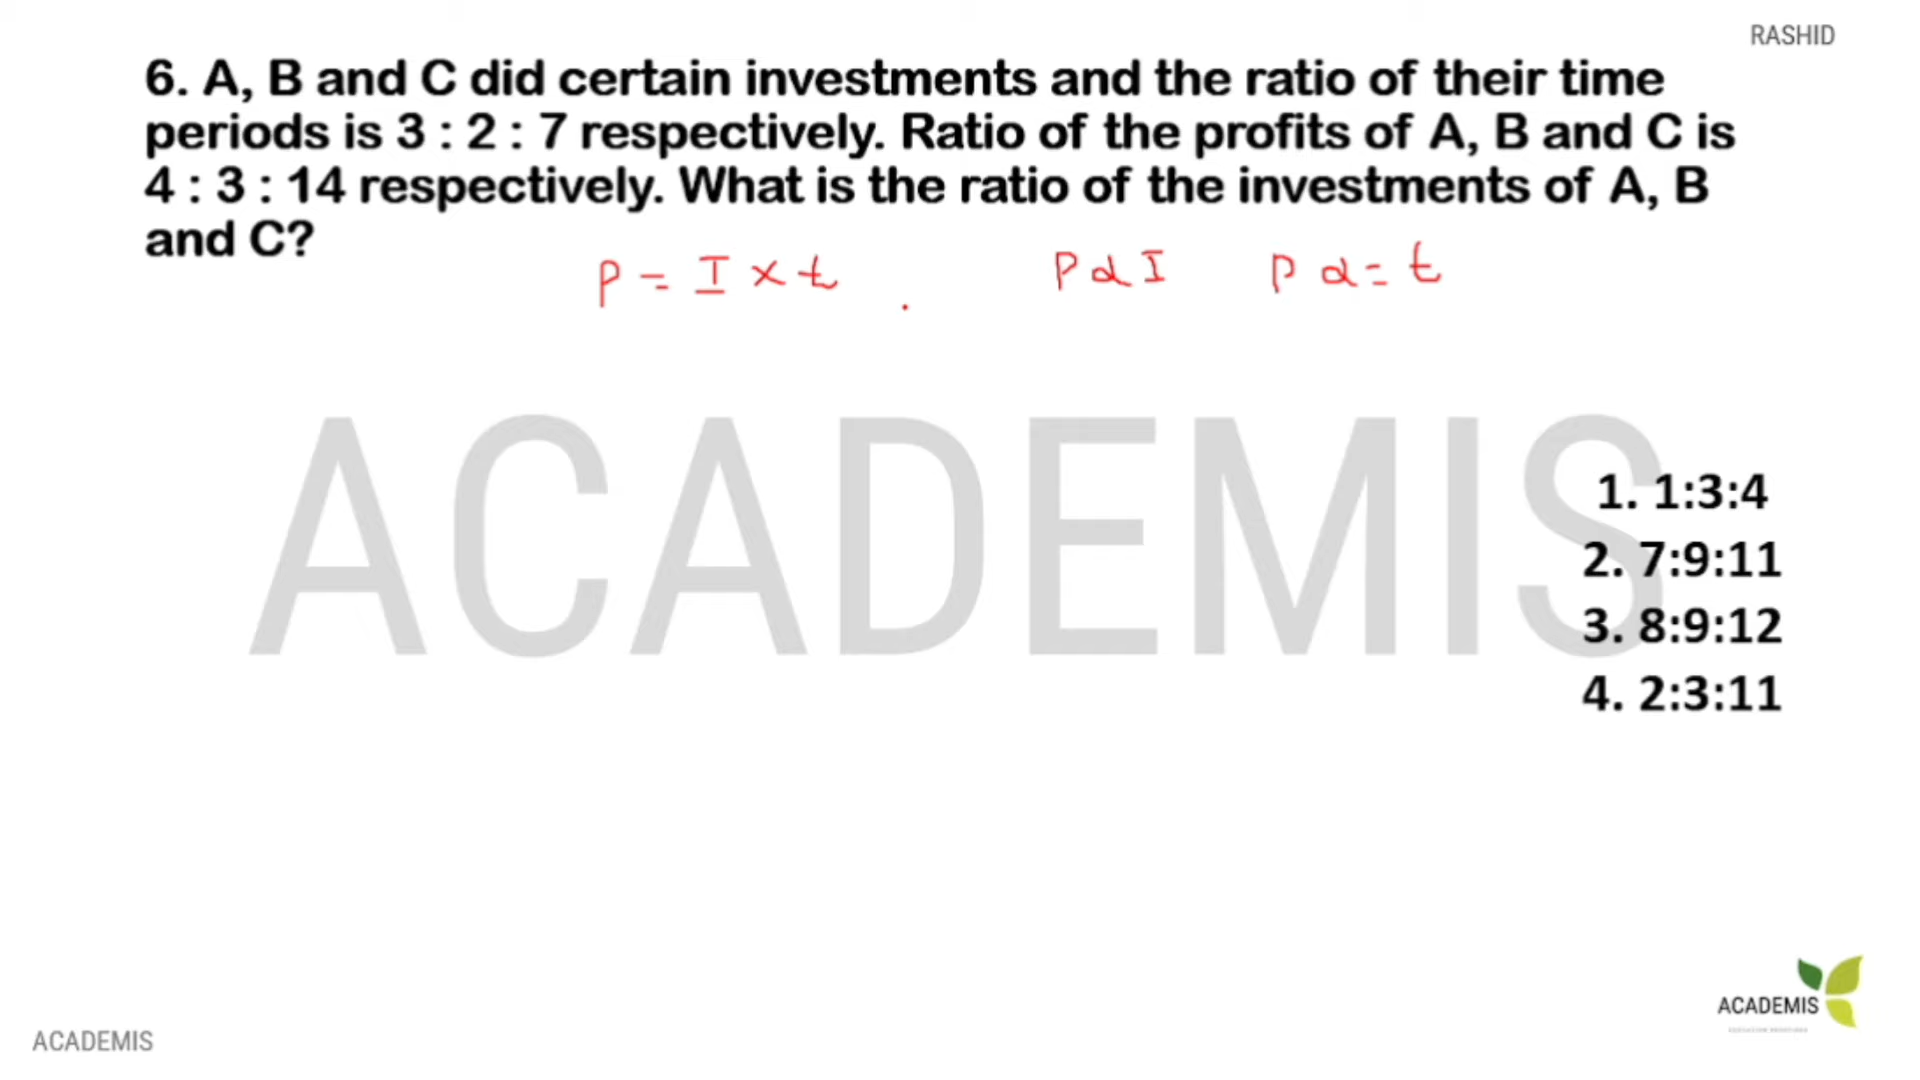 RASHID
6. A, B and C did certain investments and the ratio of their time
periods is 3 : 2 : 7 respectively. Ratio of the profits of A, B and C is
4 : 3 : 14 respectively. What is the ratio of the investments of A, B
and C?
P = I × t . P α I P α = t
ACADEMIS
1. 1:3:4
2. 7:9:11
3. 8:9:12
4. 2:3:11
ACADEMIS
ACADEMIS